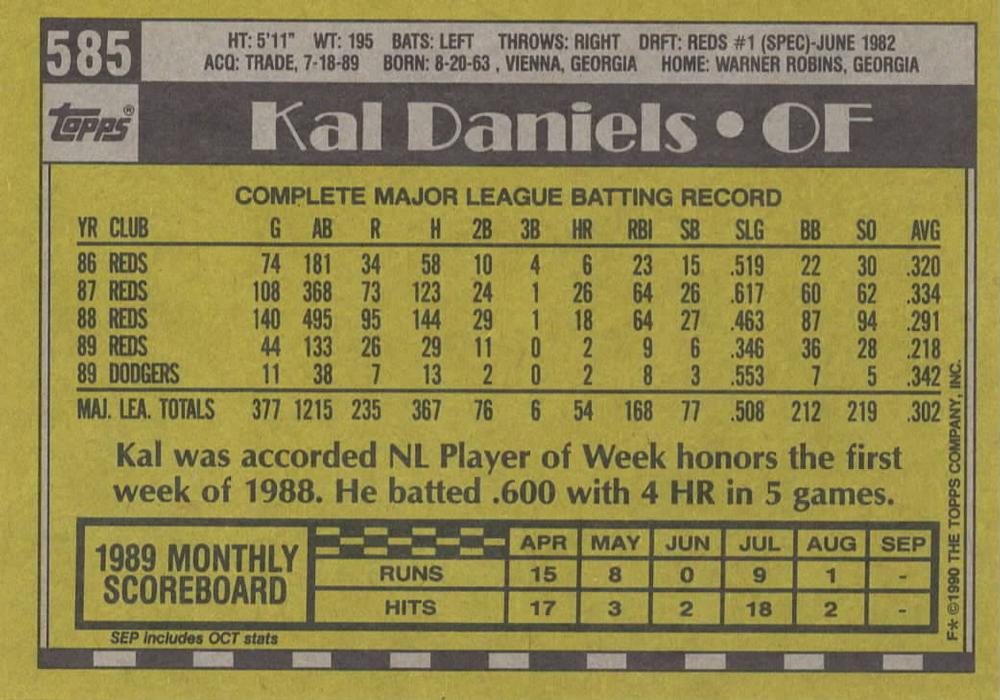 585
HT: 5'11" WT: 195 BATS: LEFT THROWS: RIGHT DRFT: REDS #1 (SPEC)-JUNE 1982
ACQ: TRADE, 7-18-89 BORN: 8-20-63, VIENNA, GEORGIA HOME: WARNER ROBINS, GEORGIA
Topps®
Kal Daniels • OF
COMPLETE MAJOR LEAGUE BATTING RECORD
YR CLUB G AB R H 2B 3B HR RBI SB SLG BB SO AVG
86 REDS 74 181 34 58 10 4 6 23 15 .519 22 30 .320
87 REDS 108 368 73 123 24 1 26 64 26 .617 60 62 .334
88 REDS 140 495 95 144 29 1 18 64 27 .463 87 94 .291
89 REDS 44 133 26 29 11 0 2 9 6 .346 36 28 .218
89 DODGERS 11 38 7 13 2 0 2 8 3 .553 7 5 .342
MAJ. LEA. TOTALS 377 1215 235 367 76 6 54 168 77 .508 212 219 .302
Kal was accorded NL Player of Week honors the first
week of 1988. He batted .600 with 4 HR in 5 games.
1989 MONTHLY
SCOREBOARD
APR MAY JUN JUL AUG SEP
RUNS 15 8 0 9 1 -
HITS 17 3 2 18 2 -
SEP includes OCT stats
F* ©1990 THE TOPPS COMPANY, INC.